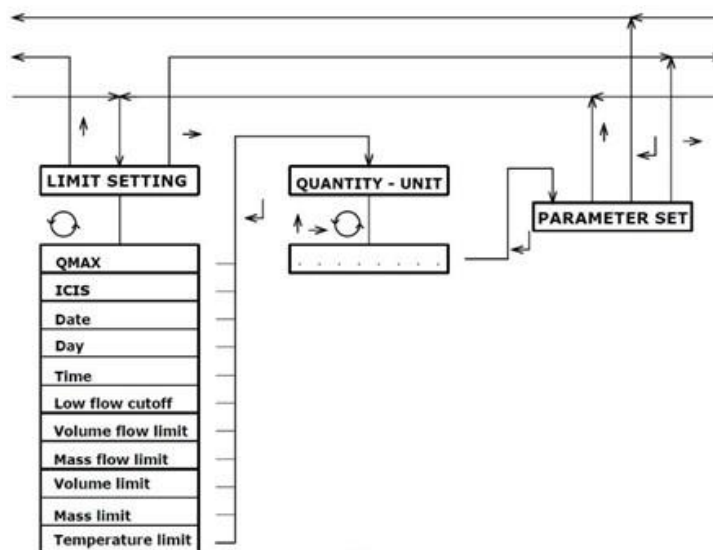 LIMIT SETTING
QUANTITY - UNIT
PARAMETER SET
. . . . . . . .
QMAX
ICIS
Date
Day
Time
Low flow cutoff
Volume flow limit
Mass flow limit
Volume limit
Mass limit
Temperature limit